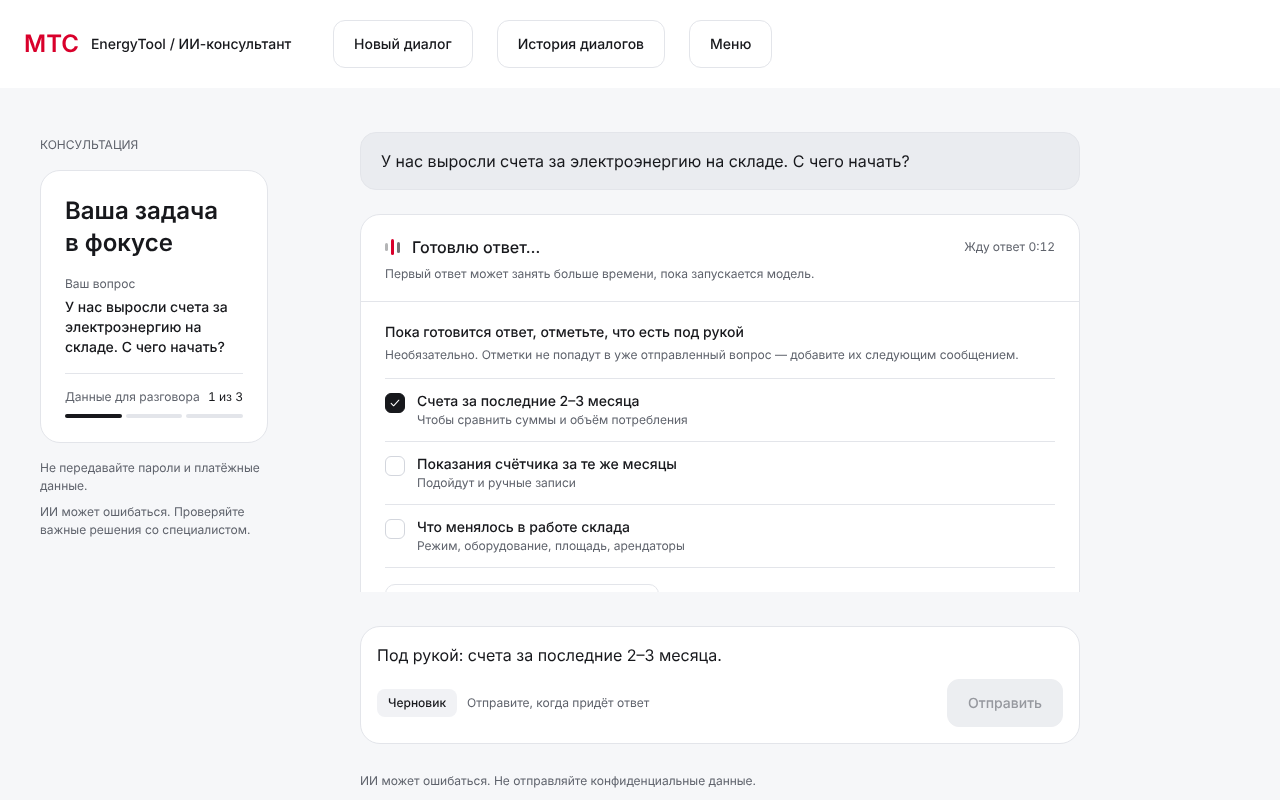 МТС EnergyTool / ИИ-консультант
Новый диалог
История диалогов
Меню
КОНСУЛЬТАЦИЯ
Ваша задача
в фокусе
Ваш вопрос
У нас выросли счета за
электроэнергию на
складе. С чего начать?
Данные для разговора 1 из 3
Не передавайте пароли и платёжные
данные.
ИИ может ошибаться. Проверяйте
важные решения со специалистом.
У нас выросли счета за электроэнергию на складе. С чего начать?
Готовлю ответ...
Жду ответ 0:12
Первый ответ может занять больше времени, пока запускается модель.
Пока готовится ответ, отметьте, что есть под рукой
Необязательно. Отметки не попадут в уже отправленный вопрос — добавьте их следующим сообщением.
Счета за последние 2–3 месяца
Чтобы сравнить суммы и объём потребления
Показания счётчика за те же месяцы
Подойдут и ручные записи
Что менялось в работе склада
Режим, оборудование, площадь, арендаторы
Под рукой: счета за последние 2–3 месяца.
Черновик
Отправьте, когда придёт ответ
Отправить
ИИ может ошибаться. Не отправляйте конфиденциальные данные.